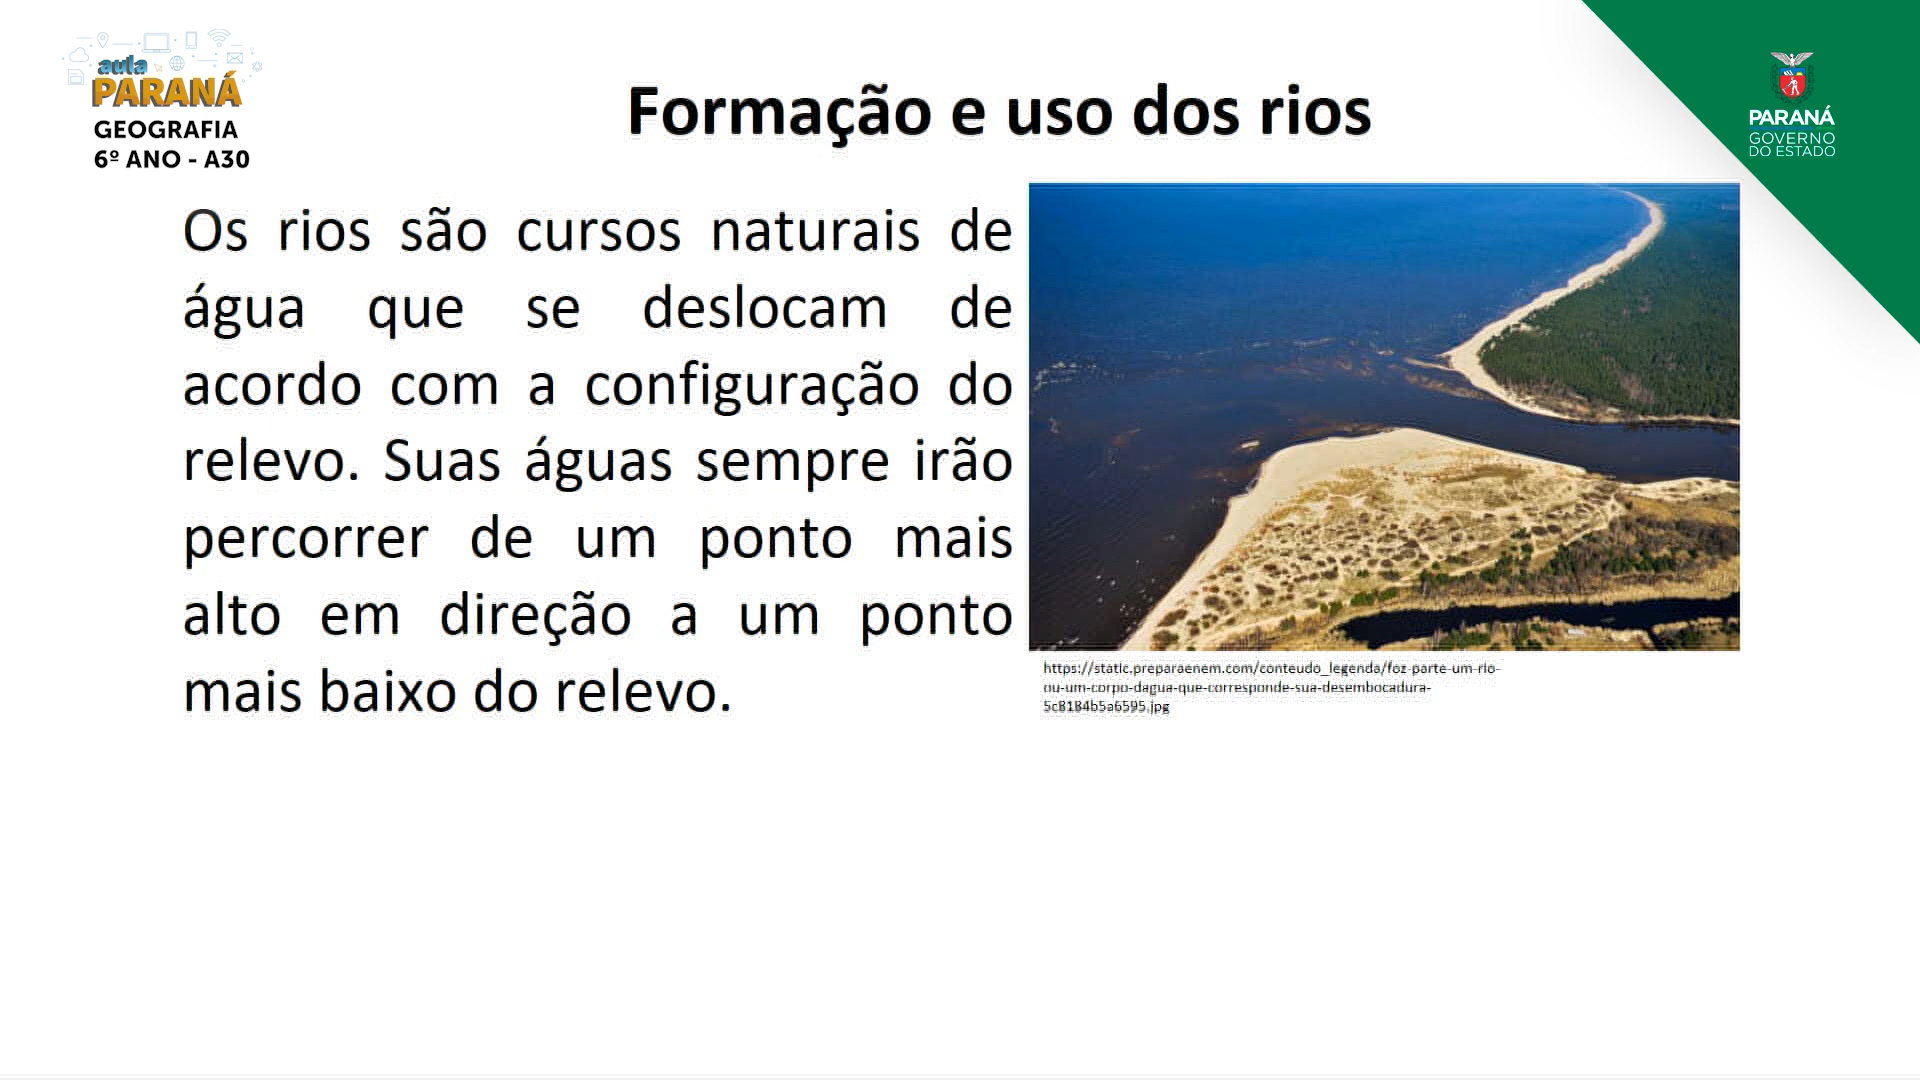 aula
PARANÁ
GEOGRAFIA
6º ANO - A30
Formação e uso dos rios
PARANÁ
GOVERNO
DO ESTADO
Os rios são cursos naturais de
água que se deslocam de
acordo com a configuração do
relevo. Suas águas sempre irão
percorrer de um ponto mais
alto em direção a um ponto
mais baixo do relevo.
https://static.preparaenem.com/conteudo_legenda/foz-parte-um-rio-
ou-um-corpo-dagua-que-corresponde-sua-desembocadura-
5c8184b5a6595.jpg